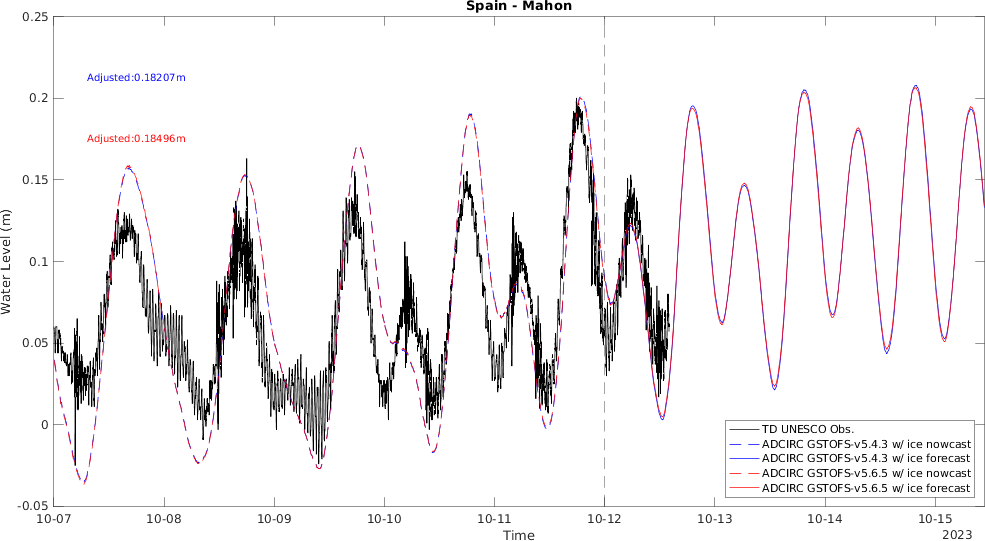 Spain - Mahon
0.25
0.2
0.15
0.1
0.05
0
-0.05
Water Level (m)
Adjusted:0.18207m
Adjusted:0.18496m
TD UNESCO Obs.
ADCIRC GSTOFS-v5.4.3 w/ ice nowcast
ADCIRC GSTOFS-v5.4.3 w/ ice forecast
ADCIRC GSTOFS-v5.6.5 w/ ice nowcast
ADCIRC GSTOFS-v5.6.5 w/ ice forecast
10-07 10-08 10-09 10-10 10-11 10-12 10-13 10-14 10-15
Time
2023